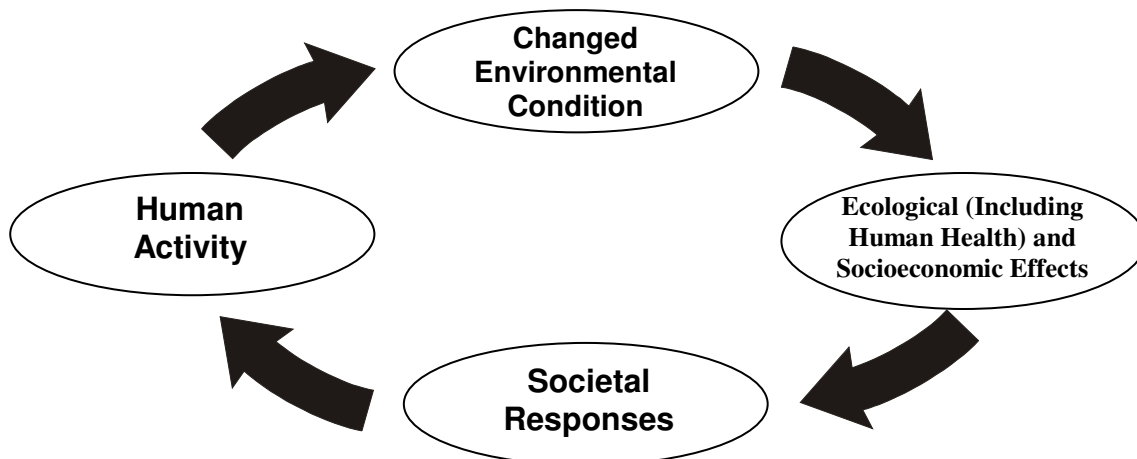 Changed
Environmental
Condition
Human
Activity
Ecological (Including
Human Health) and
Socioeconomic Effects
Societal
Responses